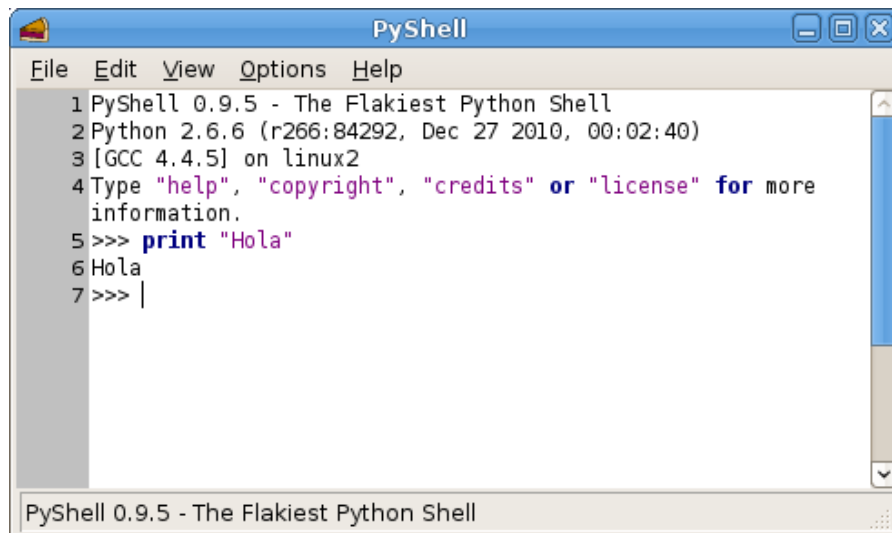 PyShell
File Edit View Options Help
1 PyShell 0.9.5 - The Flakiest Python Shell
2 Python 2.6.6 (r266:84292, Dec 27 2010, 00:02:40)
3 [GCC 4.4.5] on linux2
4 Type "help", "copyright", "credits" or "license" for more
information.
5 >>> print "Hola"
6 Hola
7 >>>
PyShell 0.9.5 - The Flakiest Python Shell